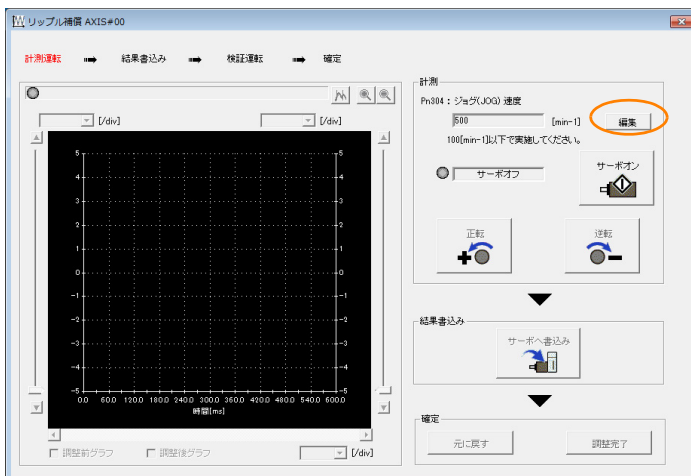 リップル補償 AXIS#00
計測運転 ➡ 結果書込み ➡ 検証運転 ➡ 確定
[V/div] [V/div]
5 5
4 4
3 3
2 2
1 1
0 0
-1 -1
-2 -2
-3 -3
-4 -4
-5 -5
0.0 60.0 120.0 180.0 240.0 300.0 360.0 420.0 480.0 540.0 600.0
時間[ms]
調整前グラフ 調整後グラフ [V/div]
計測
Pn304 : ジョグ(JOG) 速度
500 [min-1] 編集
100[min-1]以下で実施してください。
サーボオフ サーボオン
正転 逆転
結果書込み
サーボへ書込み
確定
元に戻す 調整完了